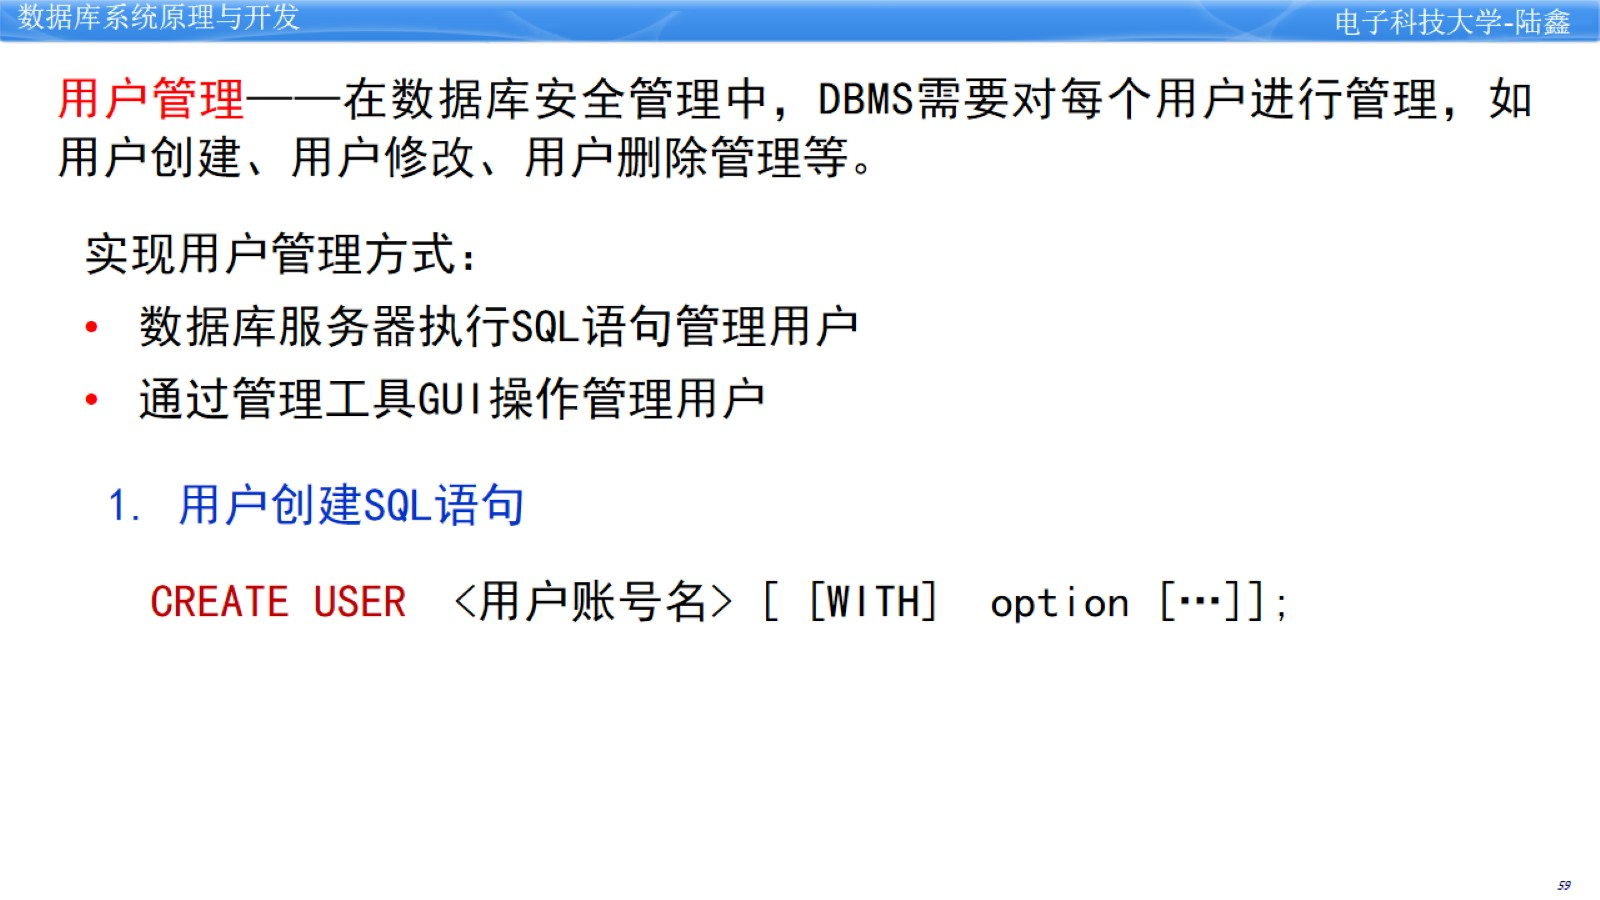 数据库系统原理与开发
电子科技大学-陆鑫
用户管理——在数据库安全管理中，DBMS需要对每个用户进行管理，如
用户创建、用户修改、用户删除管理等。
实现用户管理方式：
• 数据库服务器执行SQL语句管理用户
• 通过管理工具GUI操作管理用户
1. 用户创建SQL语句
CREATE USER <用户账号名> [ [WITH] option […]];
59